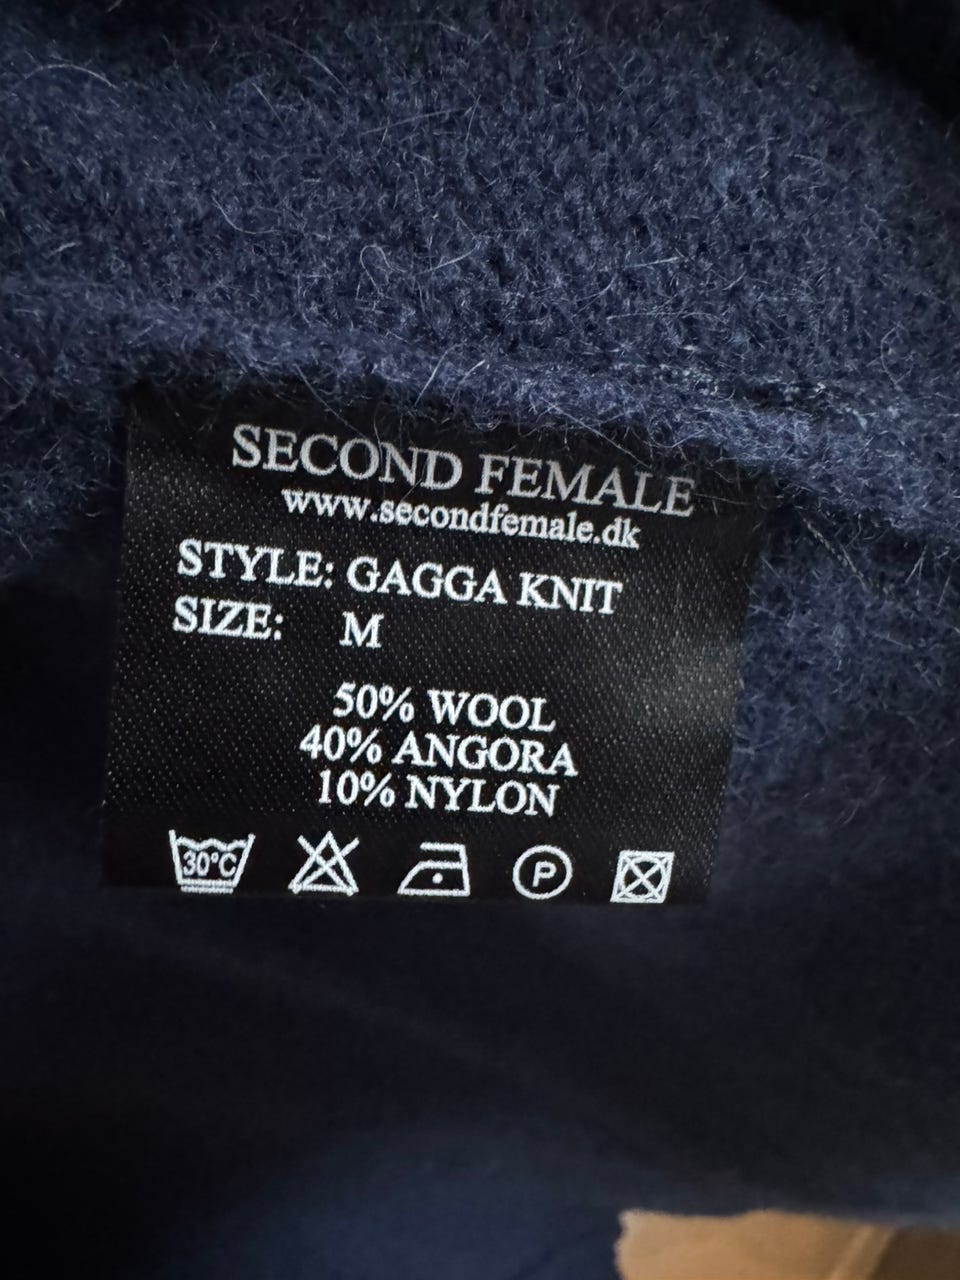 SECOND FEMALE
www.secondfemale.dk
STYLE: GAGGA KNIT
SIZE: M
50% WOOL
40% ANGORA
10% NYLON
30°C P